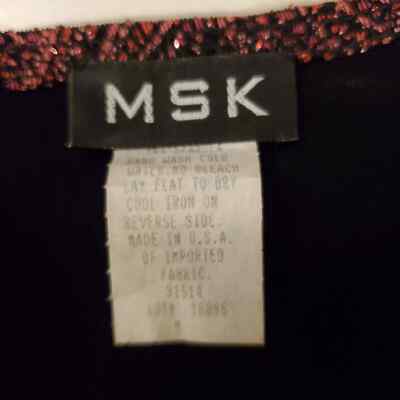 MSK
HAND WASH COLD
WATER.NO BLEACH
LAY FLAT TO DRY
COOL IRON ON
REVERSE SIDE.
MADE IN U.S.A.
OF IMPORTED
FABRIC.
M